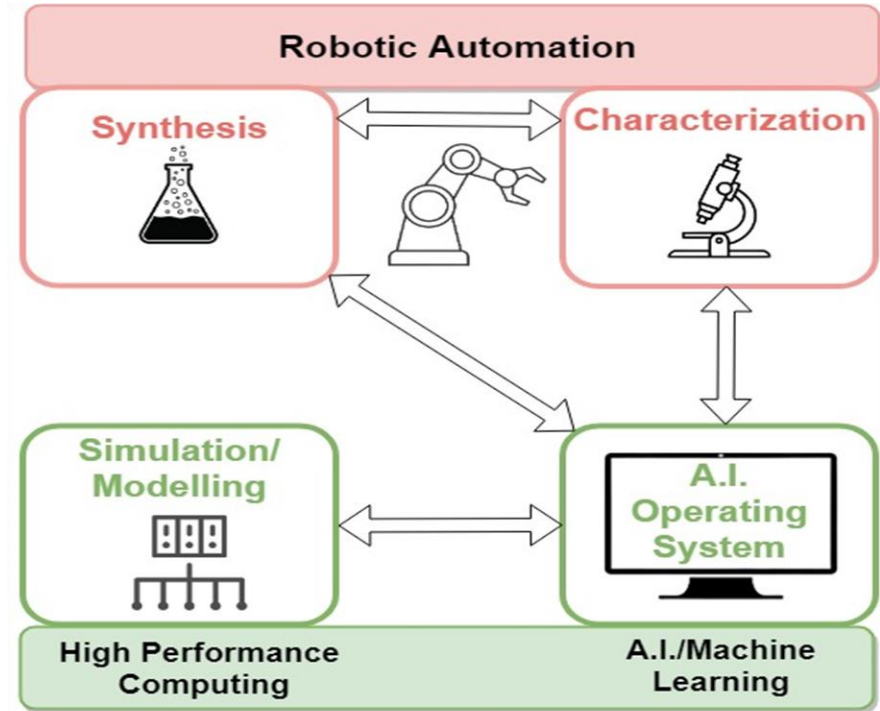 Robotic Automation
Synthesis
Characterization
Simulation/
Modelling
A.I.
Operating
System
High Performance
Computing
A.I./Machine
Learning